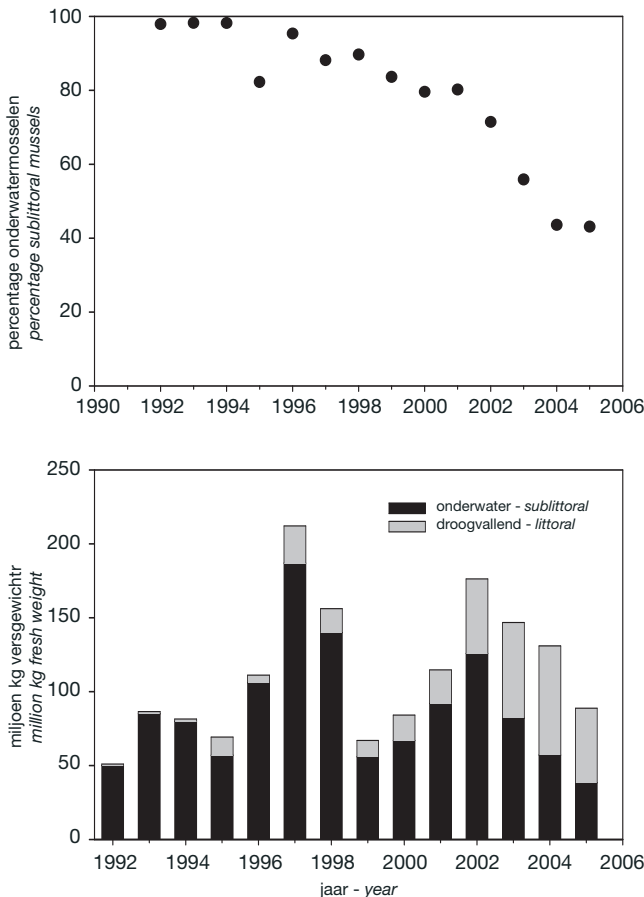 percentage onderwatermosselen
percentage sublittoral mussels
100
80
60
40
20
0
1990 1992 1994 1996 1998 2000 2002 2004 2006
miljoen kg versgewichtr
million kg fresh weight
250
200
150
100
50
0
onderwater - sublittoral
droogvallend - littoral
1992 1994 1996 1998 2000 2002 2004 2006
jaar - year